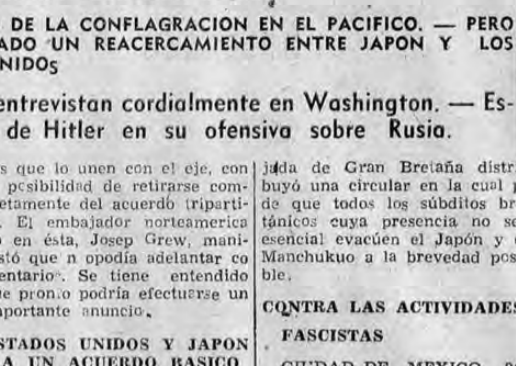 DE LA CONFLAGRACION EN EL PACIFICO. — PERO
ADO UN REACERCAMIENTO ENTRE JAPON Y LOS
NIDOS
entrevistan cordialmente en Washington. — Es-
de Hitler en su ofensiva sobre Rusia.
s que lo unen con el eje, con
pcsibilidad de retirarse com-
etamente del acuerdo triparti-
. El embajador norteamerica
o en ésta, Josep Grew, mani-
stó que n opodía adelantar co
entario". Se tiene entendido
e pron.o podría efectuarse un
portante anuncio.
STADOS UNIDOS Y JAPON
A UN ACUERDO BASICO
jada de Gran Bretaña distr
buyó una circular en la cual p
de que todos los súbditos br
tánicos cuya presencia no se
esencial evacúen el Japón y
Manchukuo a la brevedad pos
ble.
CONTRA LAS ACTIVIDADES
FASCISTAS
CIUDAD DE MEXICO